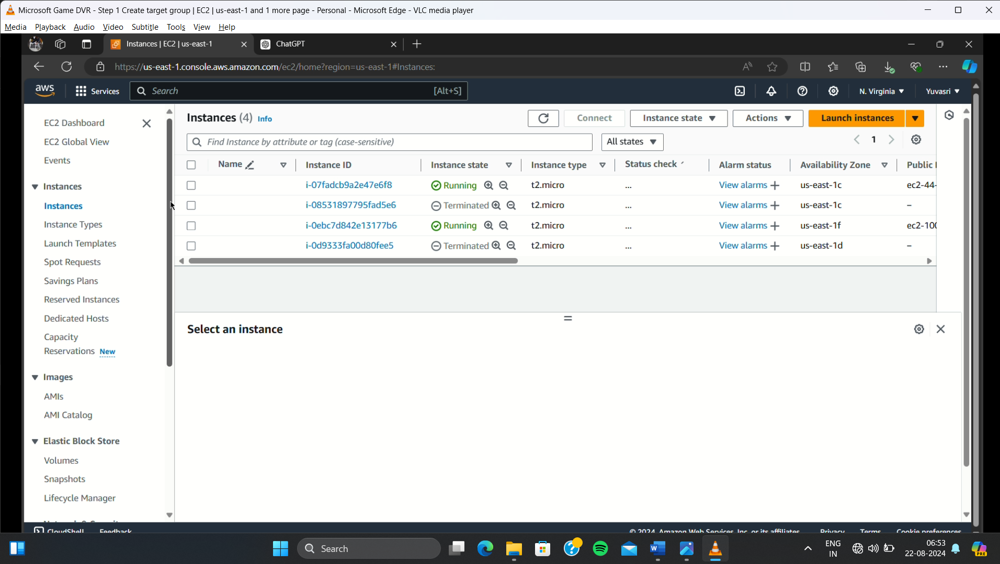 Microsoft Game DVR - Step 1 Create target group | EC2 | us-east-1 and 1 more page - Personal - Microsoft Edge - VLC media player
Media Playback Audio Video Subtitle Tools View Help
Instances | EC2 | us-east-1 ChatGPT
https://us-east-1.console.aws.amazon.com/ec2/home?region=us-east-1#Instances:
aws Services Search [Alt+S] N. Virginia Yuvasri
EC2 Dashboard
EC2 Global View
Events
Instances
Instances
Instance Types
Launch Templates
Spot Requests
Savings Plans
Reserved Instances
Dedicated Hosts
Capacity
Reservations New
Images
AMIs
AMI Catalog
Elastic Block Store
Volumes
Snapshots
Lifecycle Manager
Instances (4) Info Connect Instance state Actions Launch instances
Find Instance by attribute or tag (case-sensitive) All states 1
Name Instance ID Instance state Instance type Status check Alarm status Availability Zone Public
i-07fadcb9a2e47e6f8 Running t2.micro ... View alarms + us-east-1c ec2-44-
i-08531897795fad5e6 Terminated t2.micro ... View alarms + us-east-1c –
i-0ebc7d842e13177b6 Running t2.micro ... View alarms + us-east-1f ec2-100
i-0d9333fa00d80fee5 Terminated t2.micro ... View alarms + us-east-1d –
Select an instance
CloudShell Feedback © 2024, Amazon Web Services, Inc. or its affiliates. Privacy Terms Cookie preferences
Search ENG 06:53
IN 22-08-2024 PRE